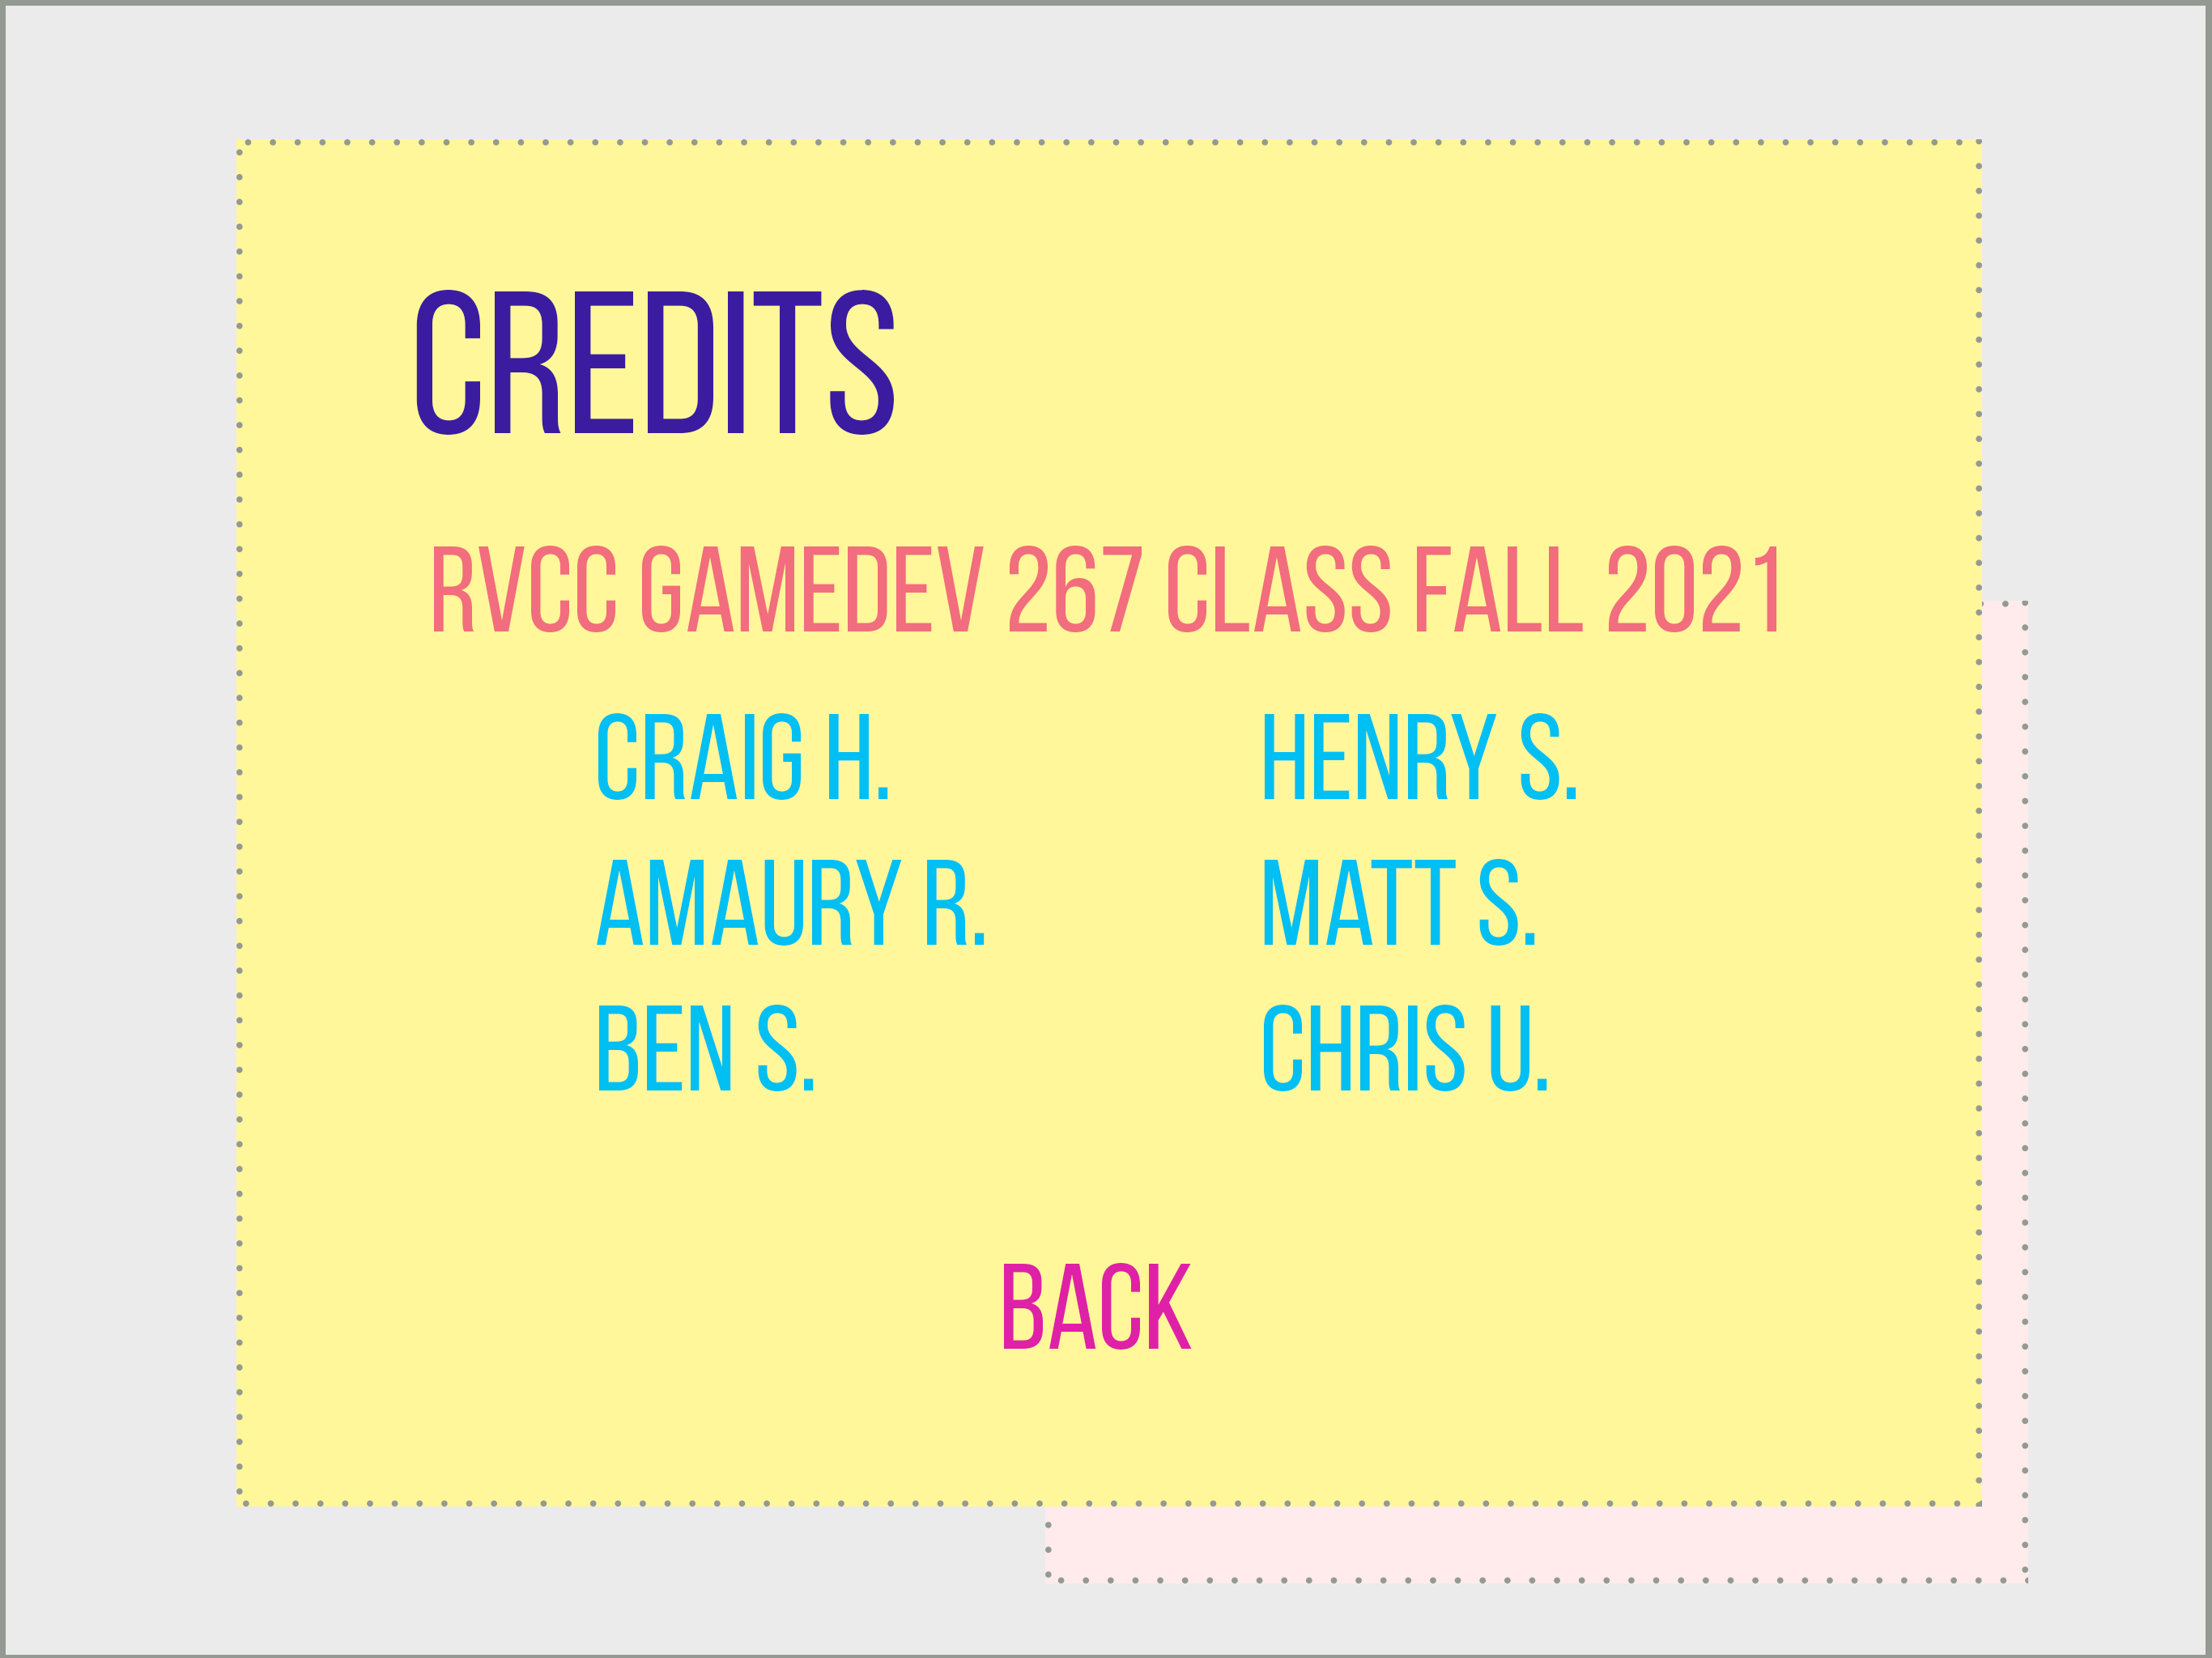 CREDITS
RVCC GAMEDEV 267 CLASS FALL 2021
CRAIG H.
HENRY S.
AMAURY R.
MATT S.
BEN S.
CHRIS U.
BACK